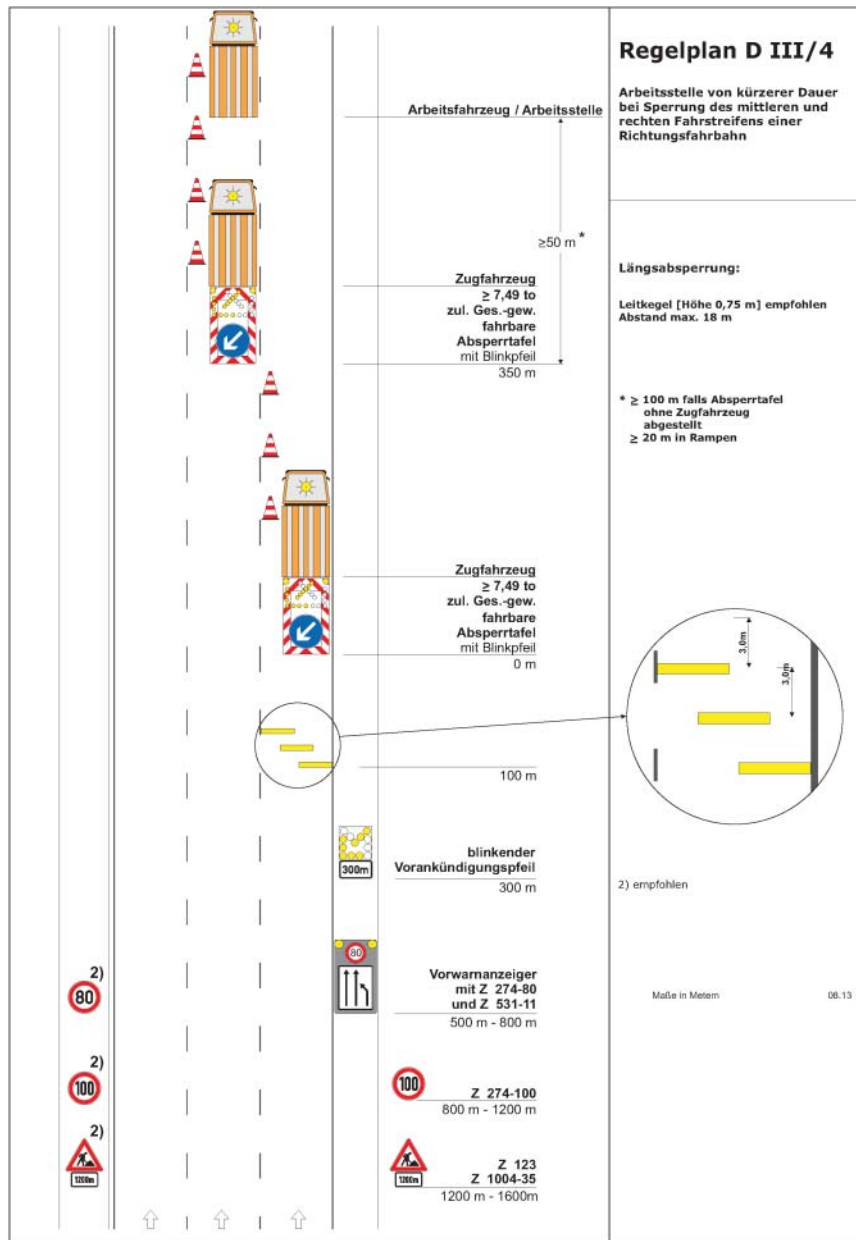 Regelplan D III/4
Arbeitsstelle von kürzerer Dauer
bei Sperrung des mittleren und
rechten Fahrstreifens einer
Richtungsfahrbahn
Arbeitsfahrzeug / Arbeitsstelle
≥50 m *
Längsabsperrung:
Leitkegel [Höhe 0,75 m] empfohlen
Abstand max. 18 m
Zugfahrzeug
≥ 7,49 to
zul. Ges.-gew.
fahrbare
Absperrtafel
mit Blinkpfeil
350 m
* ≥ 100 m falls Absperrtafel
ohne Zugfahrzeug
abgestellt
≥ 20 m in Rampen
Zugfahrzeug
≥ 7,49 to
zul. Ges.-gew.
fahrbare
Absperrtafel
mit Blinkpfeil
0 m
3,0m
3,0m
100 m
300m
blinkender
Vorankündigungspfeil
300 m
2) empfohlen
2)
80
80
Vorwarnanzeiger
mit Z 274-80
und Z 531-11
500 m - 800 m
Maße in Metern
08.13
2)
100
100
Z 274-100
800 m - 1200 m
2)
1200m
1200m
Z 123
Z 1004-35
1200 m - 1600m